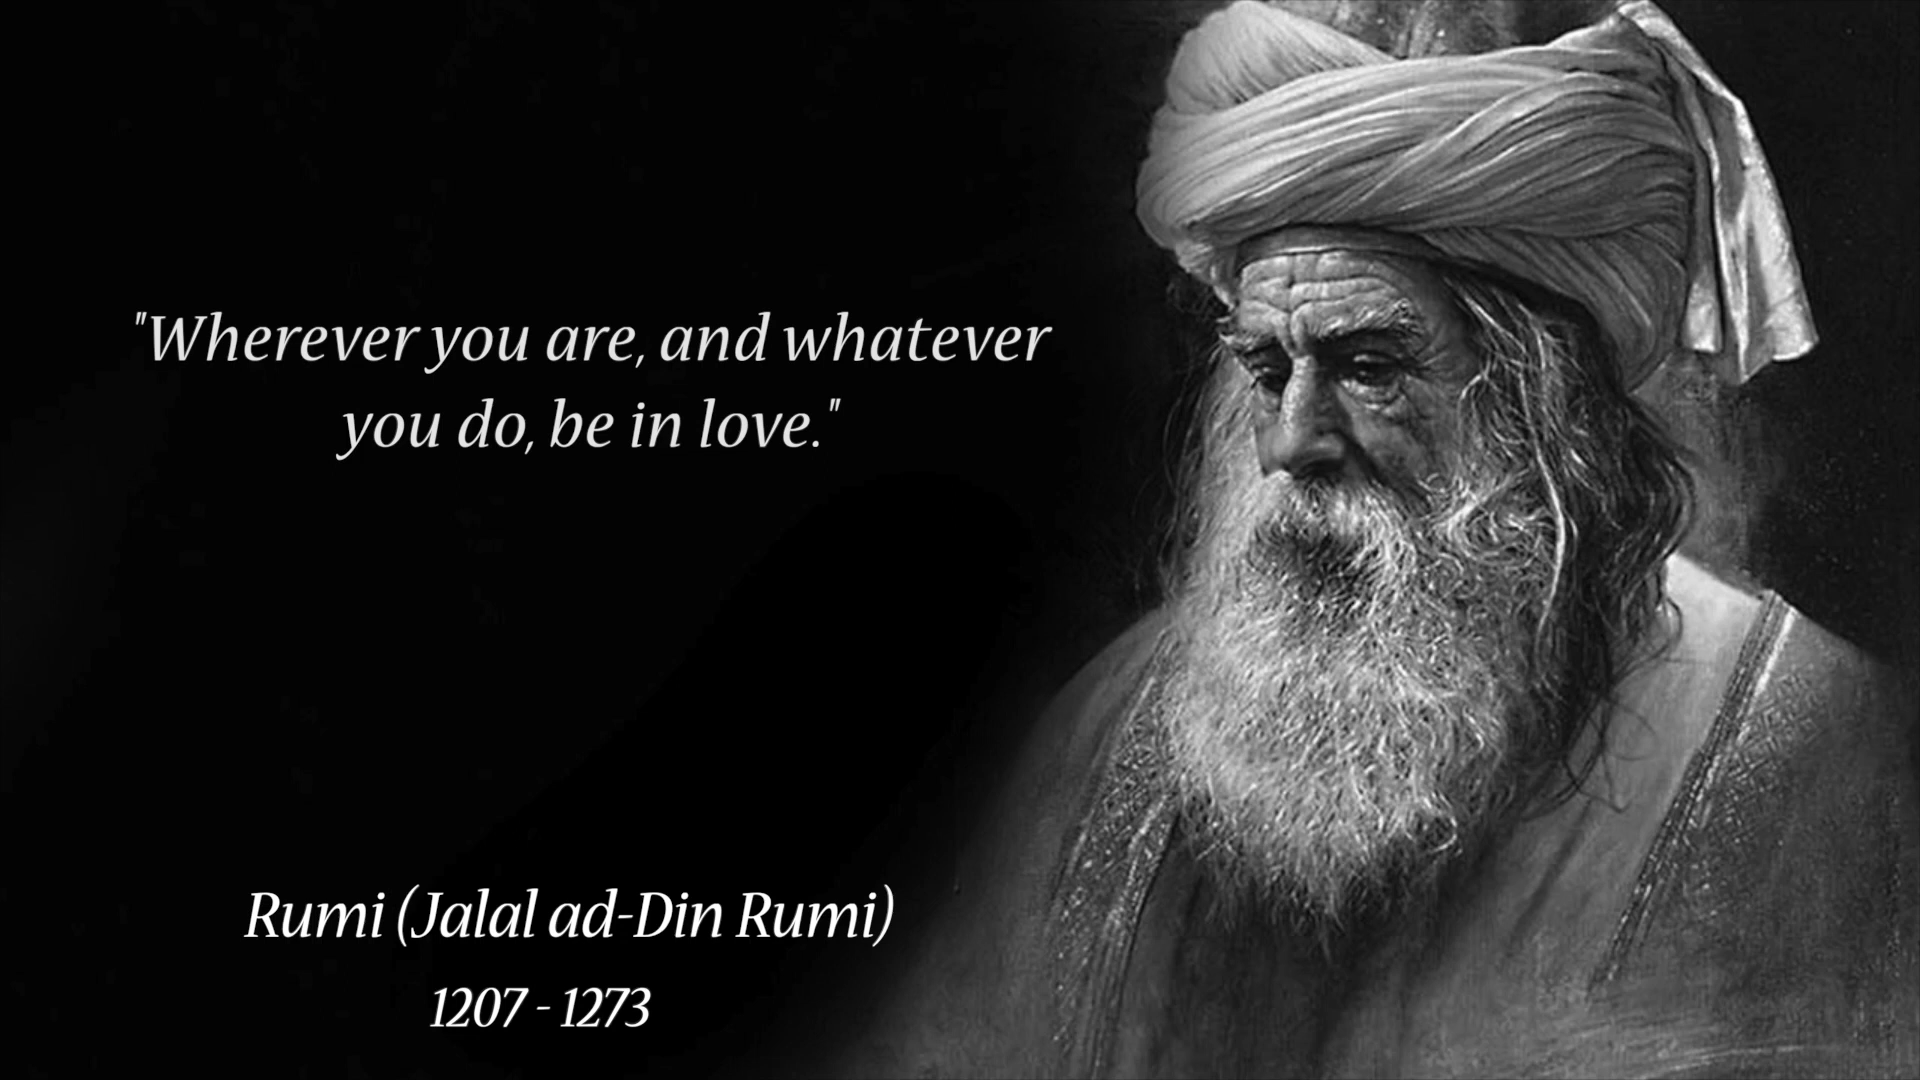 "Wherever you are, and whatever
you do, be in love."
Rumi (Jalal ad-Din Rumi)
1207 - 1273